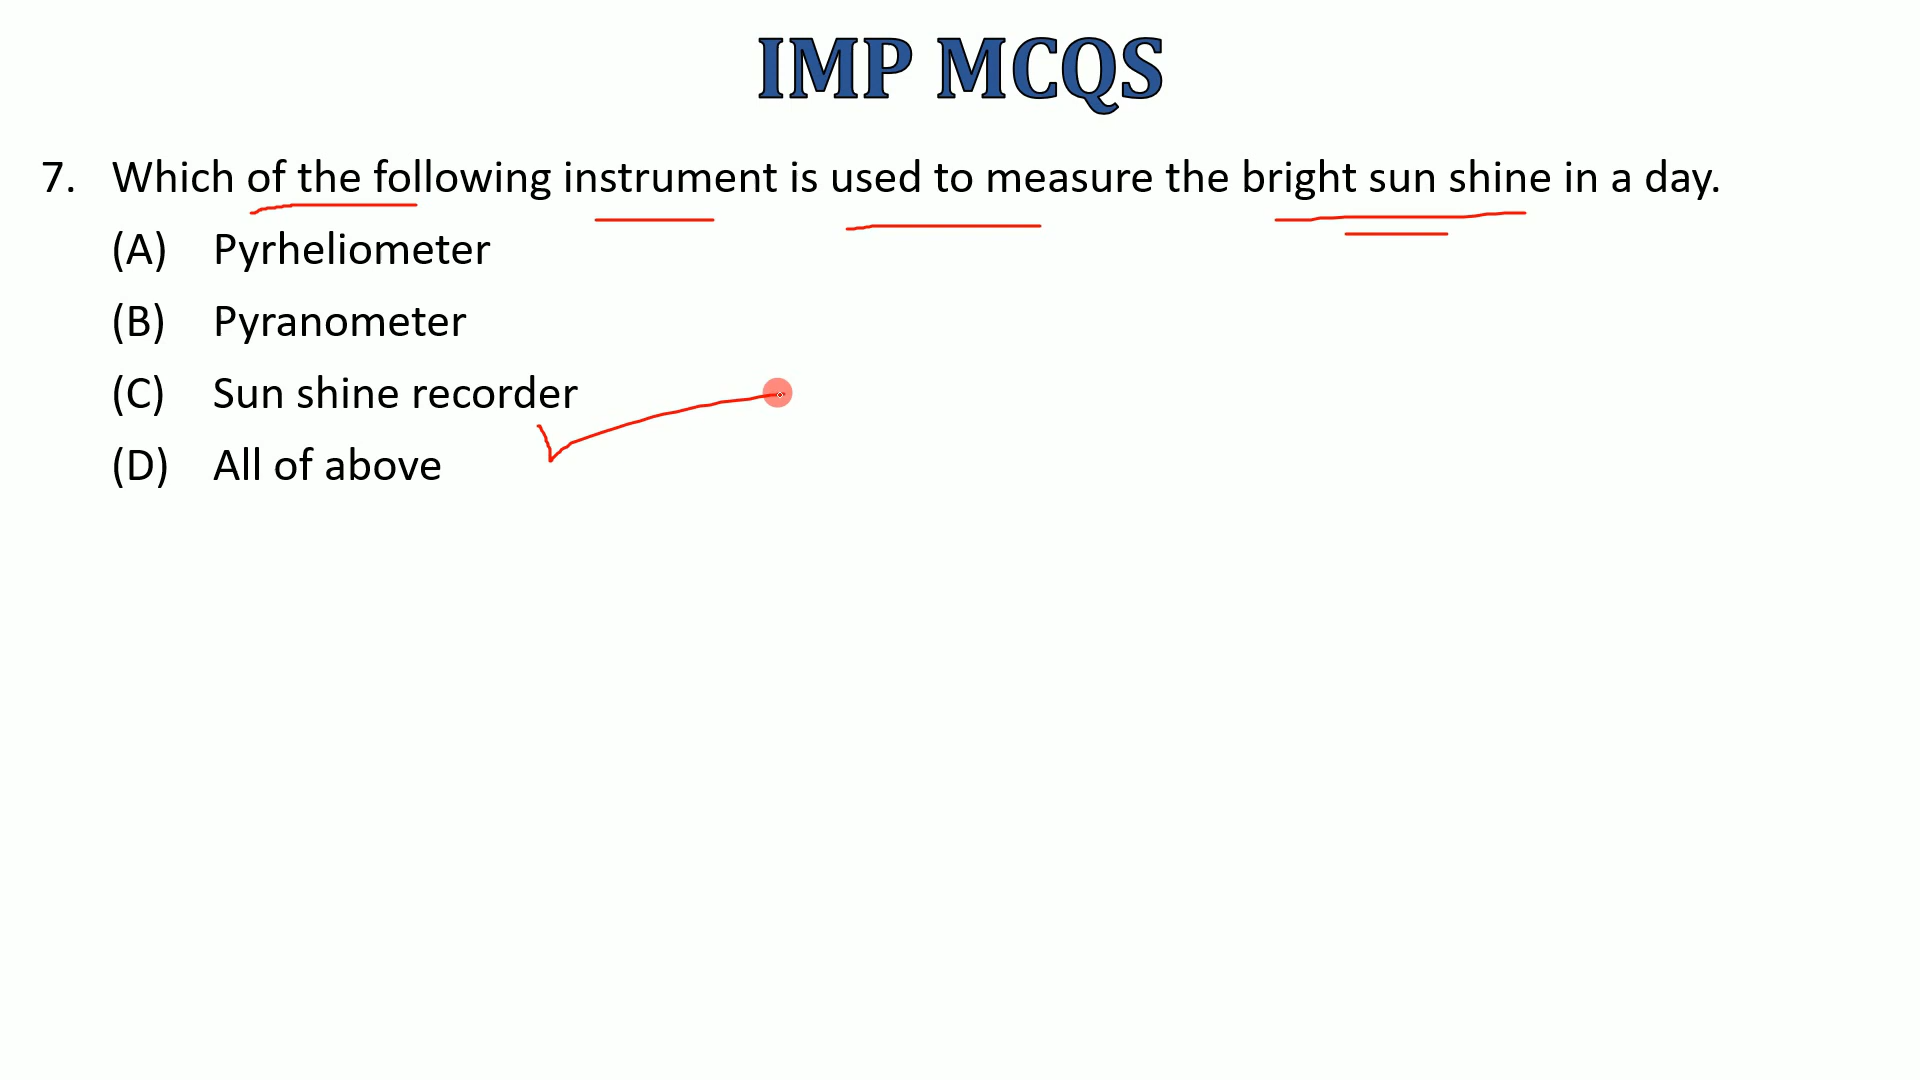 IMP MCQS
7. Which of the following instrument is used to measure the bright sun shine in a day.
(A) Pyrheliometer
(B) Pyranometer
(C) Sun shine recorder
(D) All of above